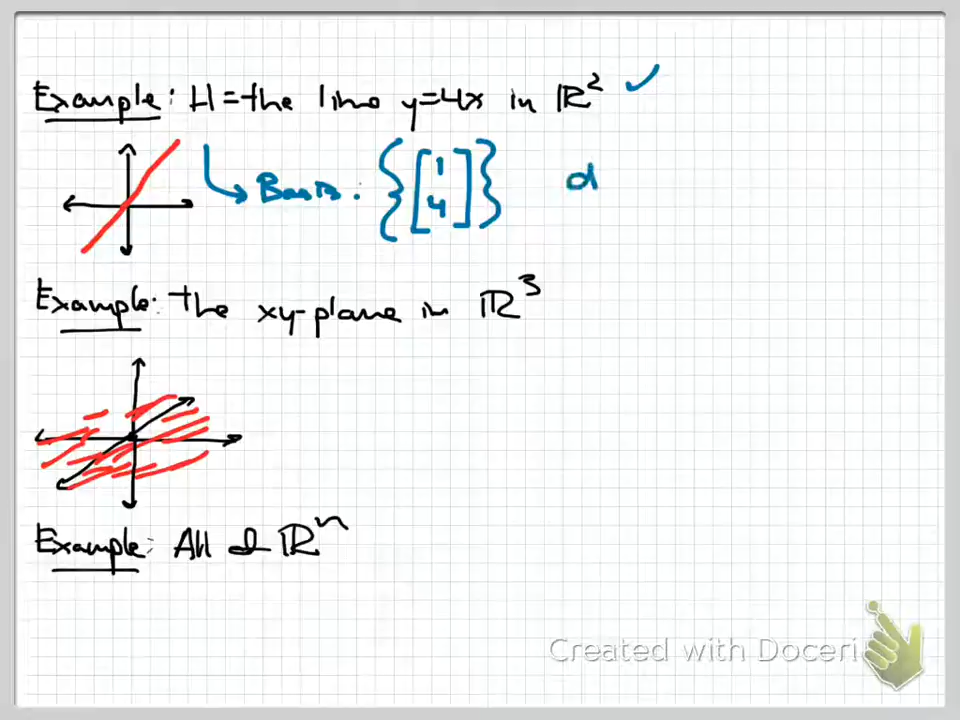 Example: H = the line y=4x in ℝ² ✓
Basis: {[1 4]} d
Example: the xy-plane in ℝ³
Example: All of ℝⁿ
Created with Doceri